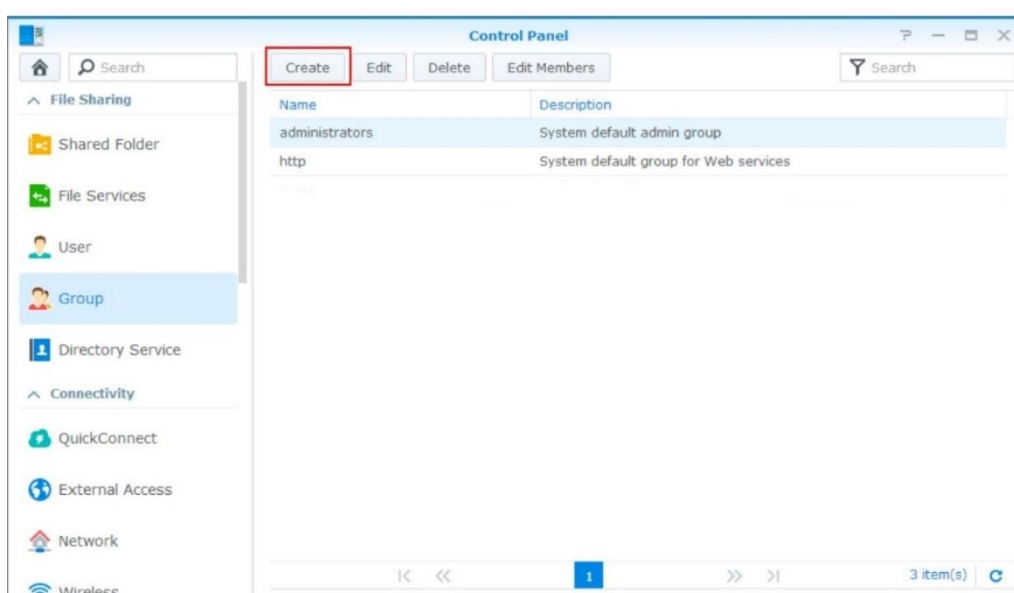 Control Panel
Search
Create Edit Delete Edit Members
Search
File Sharing
Shared Folder
File Services
User
Group
Directory Service
Connectivity
QuickConnect
External Access
Network
Wireless
Name Description
administrators System default admin group
http System default group for Web services
1
3 item(s)